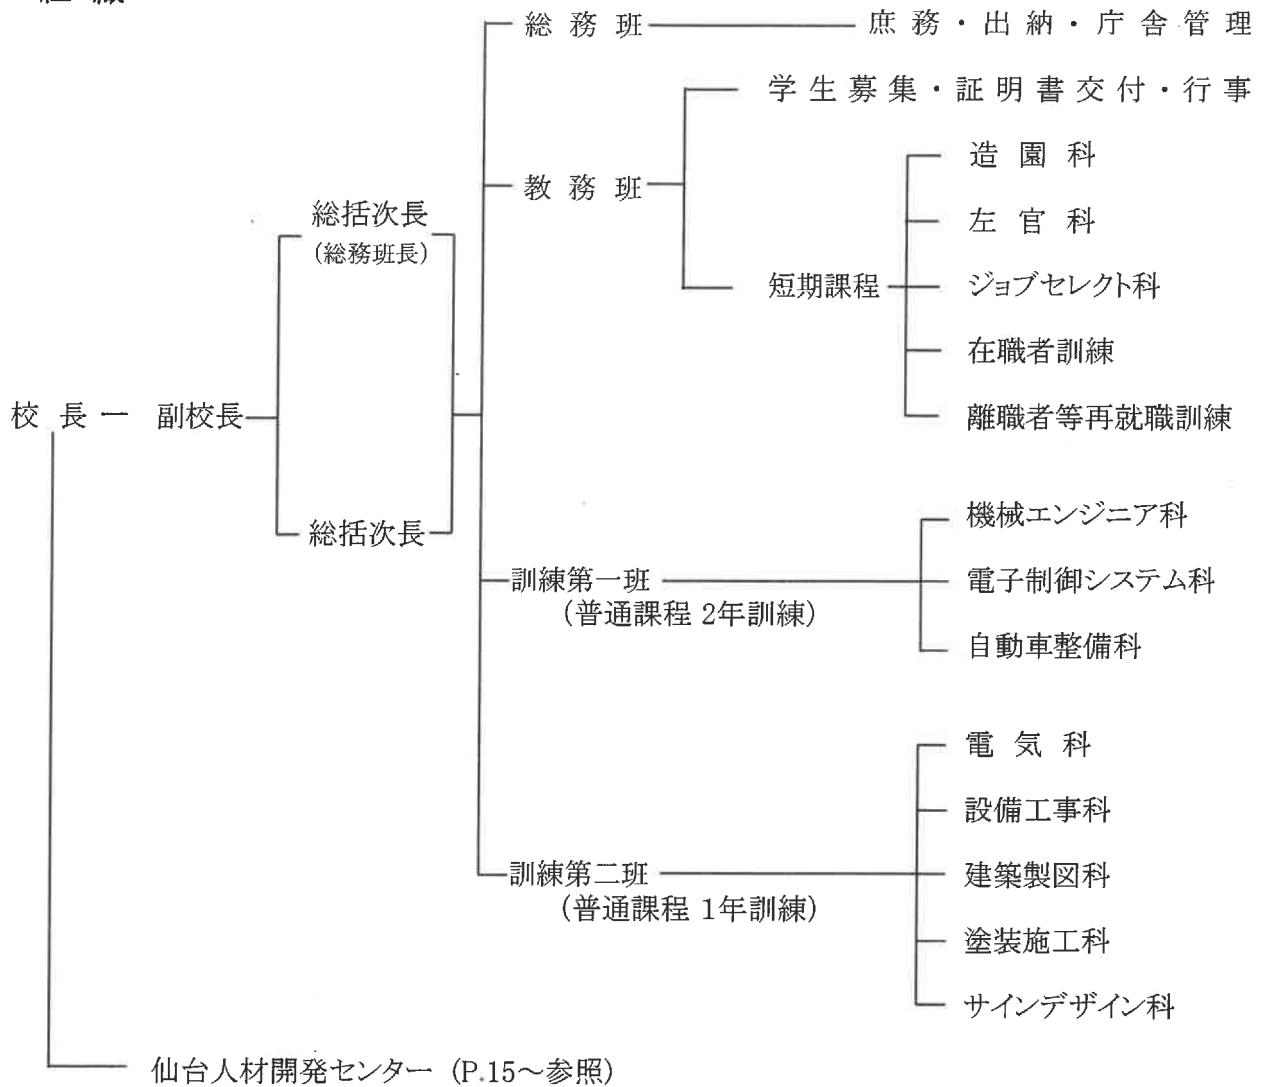 組 織
総 務 班
庶 務 ・ 出 納 ・ 庁 舎 管 理
学 生 募 集 ・ 証 明 書 交 付 ・ 行 事
教 務 班
造 園 科
左 官 科
短期課程
ジョブセレクト科
在職者訓練
離職者等再就職訓練
総括次長
(総務班長)
校 長
副校長
総括次長
機械エンジニア科
訓練第一班
(普通課程 2年訓練)
電子制御システム科
自動車整備科
電 気 科
設備工事科
訓練第二班
(普通課程 1年訓練)
建築製図科
塗装施工科
サインデザイン科
仙台人材開発センター (P.15～参照)